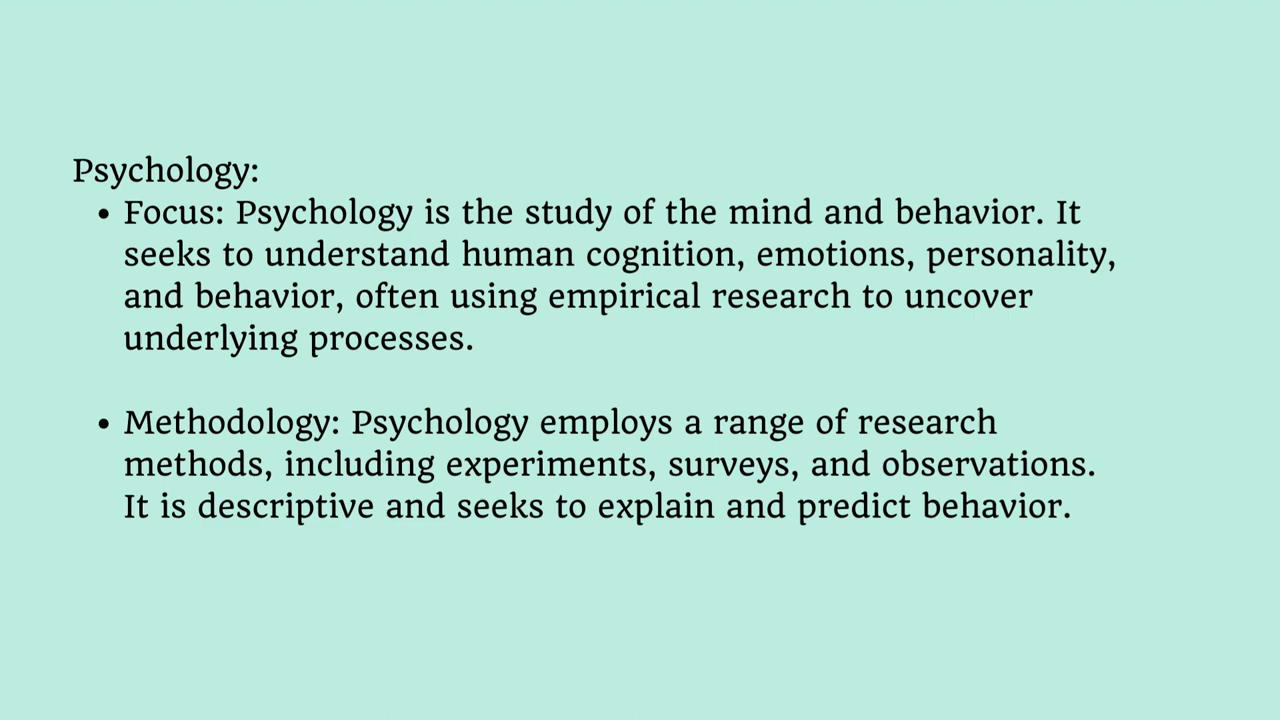 Psychology:
• Focus: Psychology is the study of the mind and behavior. It
seeks to understand human cognition, emotions, personality,
and behavior, often using empirical research to uncover
underlying processes.
• Methodology: Psychology employs a range of research
methods, including experiments, surveys, and observations.
It is descriptive and seeks to explain and predict behavior.